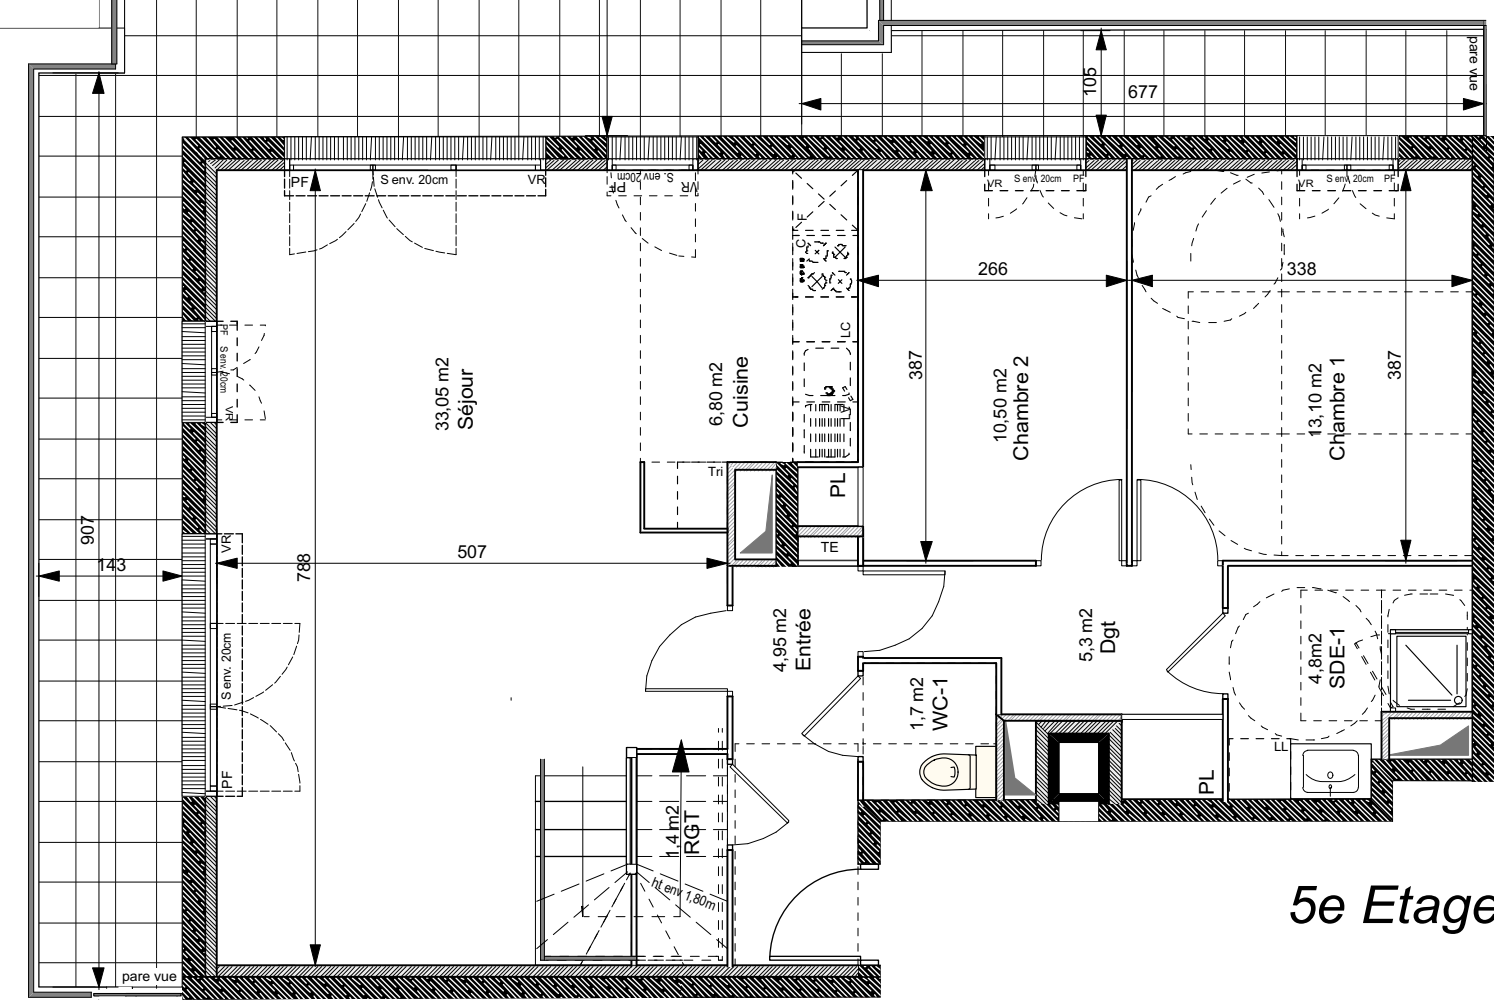 pare vue
105
677
PF
S env. 20cm
VR
PF
S. env 20cm
VR
VR
S env. 20cm
PF
VR
S env. 20cm
PF
F
C
266
338
PF
S env. 20cm
VR
LC
387
387
33,05 m2
Séjour
6,80 m2
Cuisine
10,50 m2
Chambre 2
13,10 m2
Chambre 1
Tri
PL
TE
907
143
VR
788
507
S env. 20cm
PF
4,95 m2
Entrée
5,3 m2
Dgt
4,8m2
SDE-1
1,7 m2
WC-1
LL
PL
1,4 m2
RGT
ht env 1,80m
5e Etage
pare vue